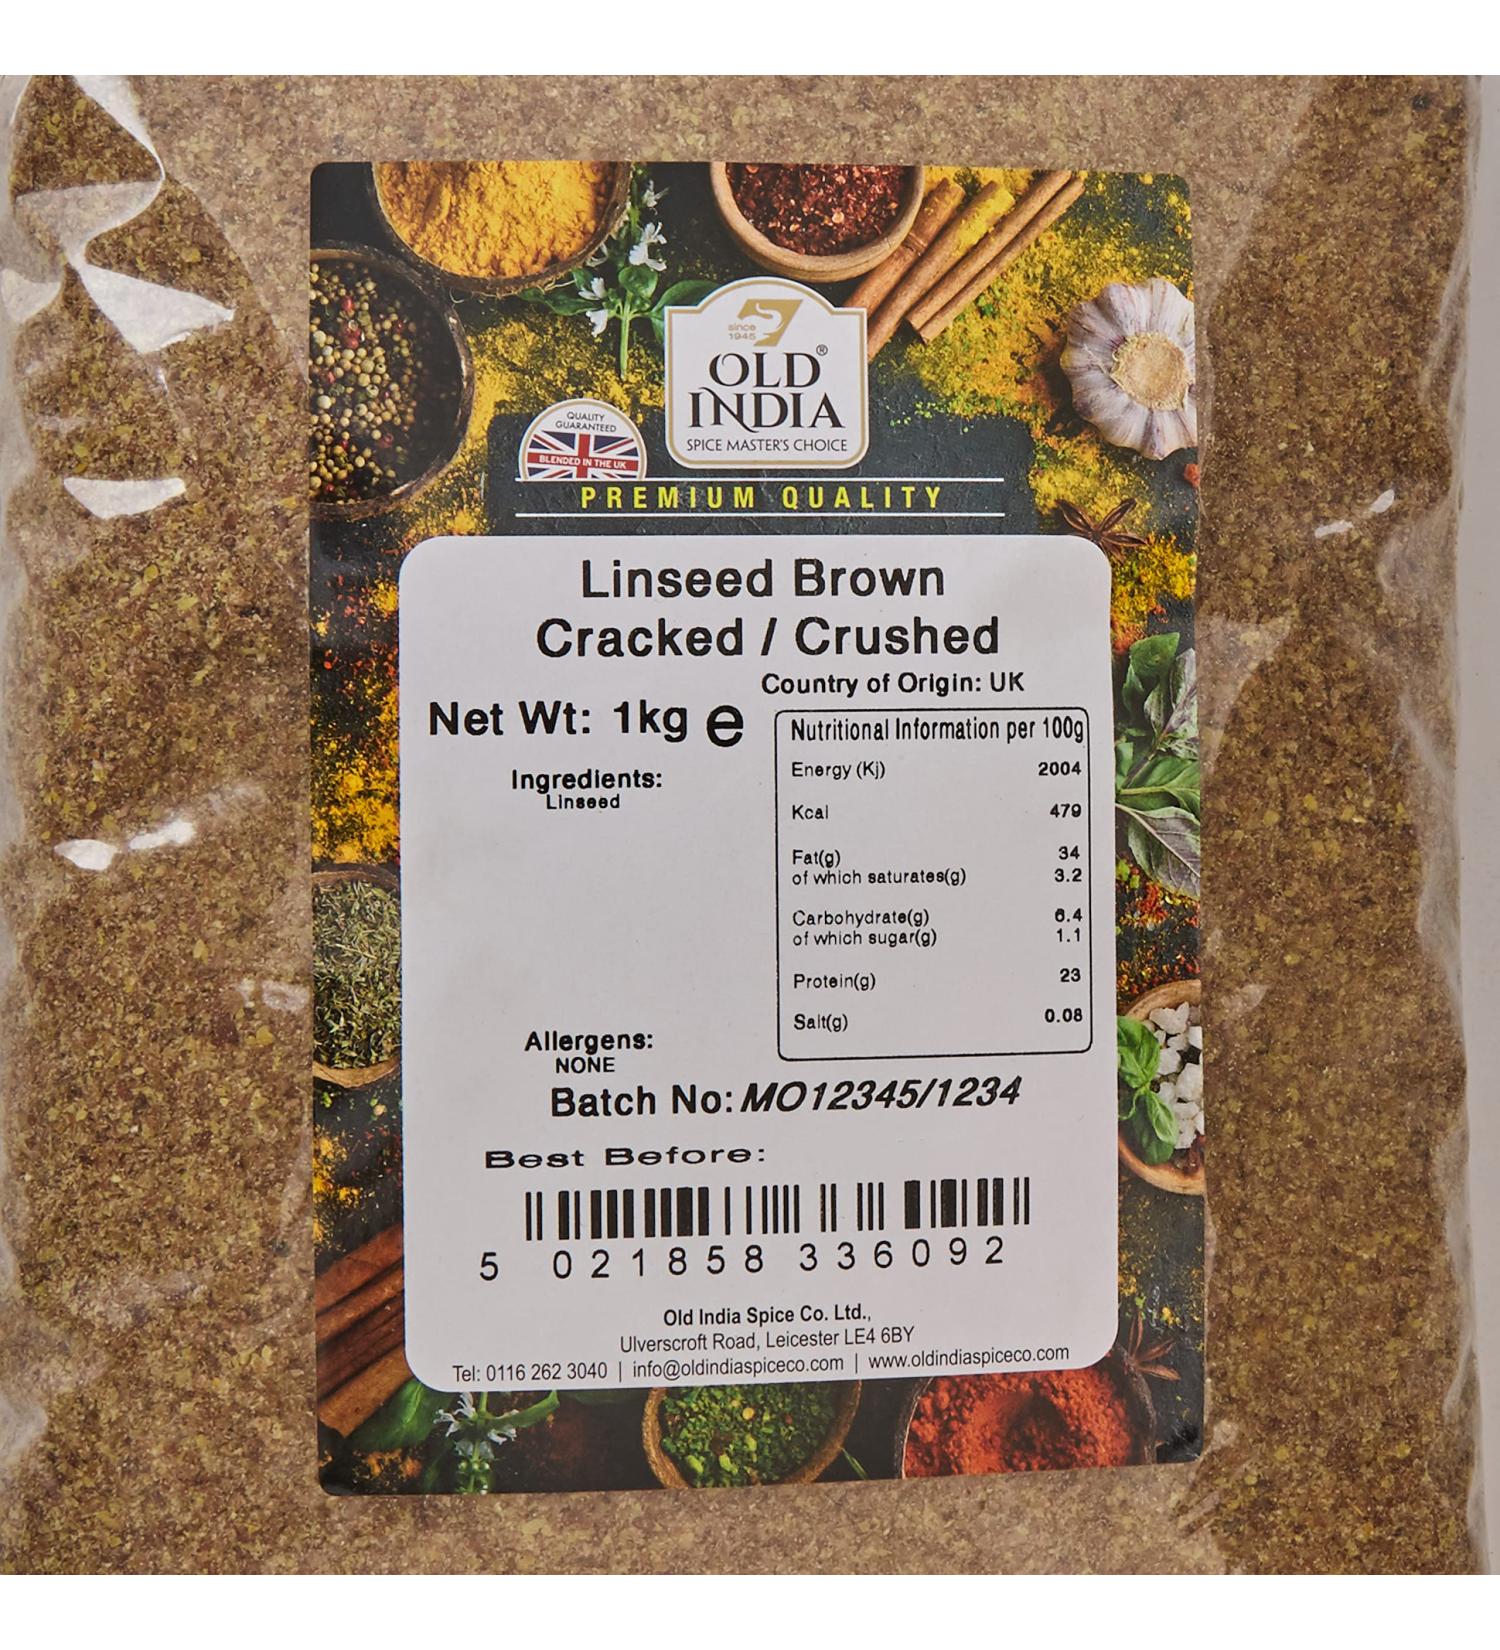 since
1945
OLD®
INDIA
SPICE MASTER'S CHOICE
QUALITY
GUARANTEED
BLENDED IN THE UK
PREMIUM QUALITY
Linseed Brown
Cracked / Crushed
Country of Origin: UK
Net Wt: 1kg e
Ingredients:
Linseed
Nutritional Information per 100g
Energy (Kj) 2004
Kcal 479
Fat(g) 34
of which saturates(g) 3.2
Carbohydrate(g) 6.4
of which sugar(g) 1.1
Protein(g) 23
Salt(g) 0.08
Allergens:
NONE
Batch No: MO12345/1234
Best Before:
5 021858 336092
Old India Spice Co. Ltd.,
Ulverscroft Road, Leicester LE4 6BY
Tel: 0116 262 3040 | info@oldindiaspiceco.com | www.oldindiaspiceco.com